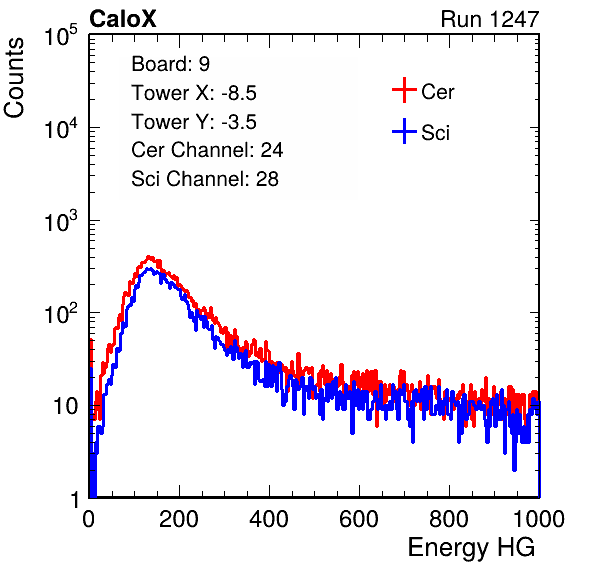 CaloX Run 1247
Counts
Board: 9
Tower X: -8.5
Tower Y: -3.5
Cer Channel: 24
Sci Channel: 28
Cer
Sci
10^5
10^4
10^3
10^2
10
1
0 200 400 600 800 1000
Energy HG